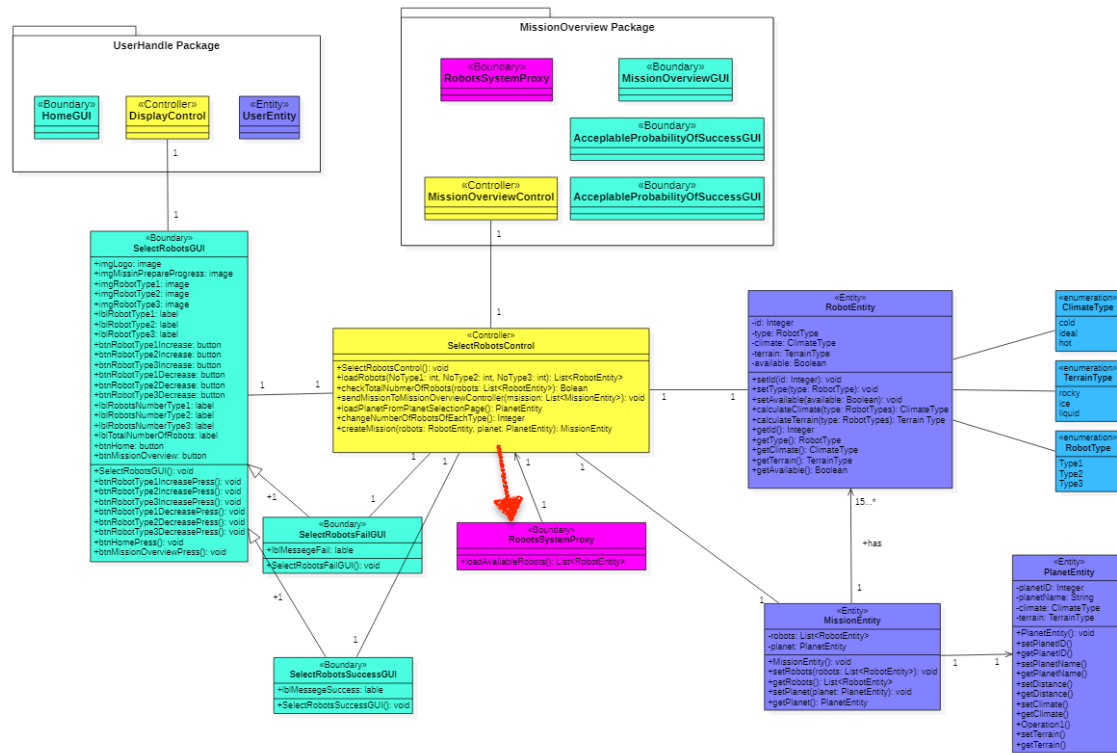 UserHandle Package
«Boundary»
HomeGUI
«Controller»
DisplayControl
«Entity»
UserEntity
1
1
MissionOverview Package
«Boundary»
RobotsSystemProxy
«Boundary»
MissionOverviewGUI
«Boundary»
AcceplableProbabilityOfSuccessGUI
«Controller»
MissionOverviewControl
«Boundary»
AcceplableProbabilityOfSuccessGUI
1
1
«Boundary»
SelectRobotsGUI
+imgLogo: image
+imgMissinPrepareProgress: image
+imgRobotType1: image
+imgRobotType2: image
+imgRobotType3: image
+lblRobotType1: label
+lblRobotType2: label
+lblRobotType3: label
+btnRobotType1Increase: button
+btnRobotType2Increase: button
+btnRobotType3Increase: button
+btnRobotType1Decrease: button
+btnRobotType2Decrease: button
+btnRobotType3Decrease: button
+lblRobotsNumberType1: label
+lblRobotsNumberType2: label
+lblRobotsNumberType3: label
+lblTotalNumberOfRobots: label
+btnHome: button
+btnMissionOverview: button
+SelectRobotsGUI(): void
+btnRobotType1IncreasePress(): void
+btnRobotType2IncreasePress(): void
+btnRobotType3IncreasePress(): void
+btnRobotType1DecreasePress(): void
+btnRobotType2DecreasePress(): void
+btnRobotType3DecreasePress(): void
+btnHomePress(): void
+btnMissionOverviewPress(): void
1
1
«Controller»
SelectRobotsControl
+SelectRobotsControl(): void
+loadRobots(NoType1: int, NoType2: int, NoType3: int): List<RobotEntity>
+checkTotalNubmerOfRobots(robots: List<RobotEntity>): Bolean
+sendMissionToMissionOverviewController(mission: List<MissionEntity>): void
+loadPlanetFromPlanetSelectionPage(): PlanetEntity
+changeNumberOfRobotsOfEachType(): Integer
+createMission(robots: RobotEntity, planet: PlanetEntity): MissionEntity
1
1
«Entity»
RobotEntity
-id: Integer
-type: RobotType
-climate: ClimateType
-terrain: TerrainType
-available: Boolean
+setId(id: Integer): void
+setType(type: RobotType): void
+setAvailable(available: Boolean): void
+calculateClimate(type: RobotTypes): ClimateType
+calculateTerrain(type: RobotTypes): Terrain Type
+getId(): Integer
+getType(): RobotType
+getClimate(): ClimateType
+getTerrain(): TerrainType
+getAvailable(): Boolean
«enumeration»
ClimateType
cold
ideal
hot
«enumeration»
TerrainType
rocky
ice
liquid
«enumeration»
RobotType
Type1
Type2
Type3
1
1
1
1
+1
1
«Boundary»
SelectRobotsFailGUI
+lblMessegeFail: lable
+SelectRobotsFailGUI(): void
1
«Boundary»
RobotsSystemProxy
+loadAvaliableRobots(): List<RobotEntity>
15...*
+has
1
+1
1
1
«Boundary»
SelectRobotsSuccessGUI
+lblMessegeSuccess: lable
+SelectRobotsSuccessGUI(): void
«Entity»
MissionEntity
-robots: List<RobotEntity>
-planet: PlanetEntity
+MissionEntity(): void
+setRobots(robots: List<RobotEntity>): void
+getRobots(): List<RobotEntity>
+setPlanet(planet: PlanetEntity): void
+getPlanet(): PlanetEntity
1
1
«Entity»
PlanetEntity
-planetID: Integer
-planetName: String
-climate: ClimateType
-terrain: TerrainType
+PlanetEntity(): void
+setPlanetID()
+getPlanetID()
+setPlanetName()
+getPlanetName()
+setDistance()
+getDistance()
+setClimate()
+getClimate()
+Operation1()
+setTerrain()
+getTerrain()